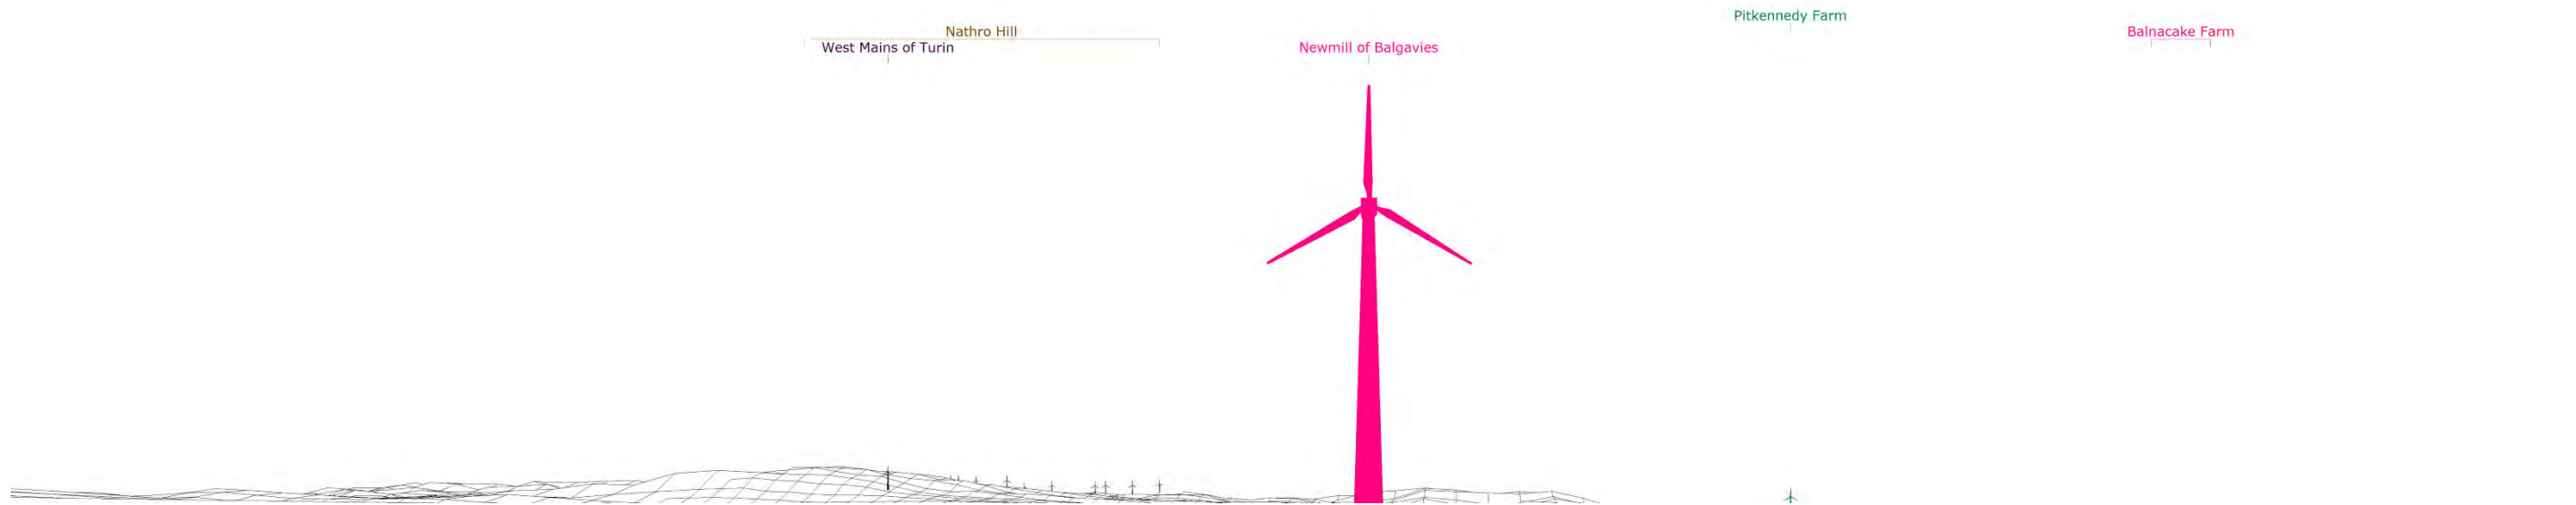 Pitkennedy Farm
Nathro Hill
Balnacake Farm
West Mains of Turin
Newmill of Balgavies